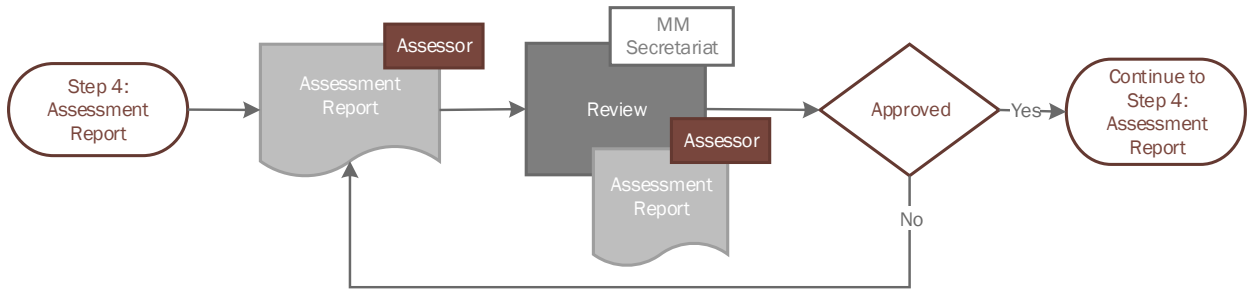 Step 4:
Assessment
Report
Assessor
Assessment
Report
MM
Secretariat
Review
Assessor
Assessment
Report
Approved
Yes
No
Continue to
Step 4:
Assessment
Report